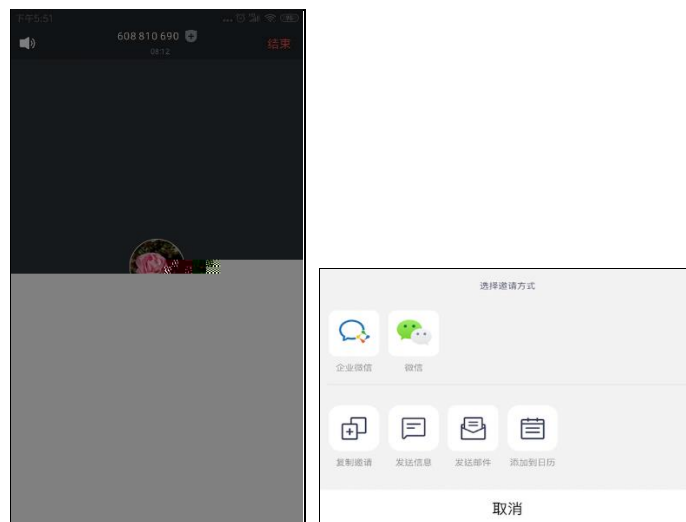 下午5:51
608 810 690
09:12
结束
选择邀请方式
企业微信
微信
复制邀请
发送信息
发送邮件
添加到日历
取消